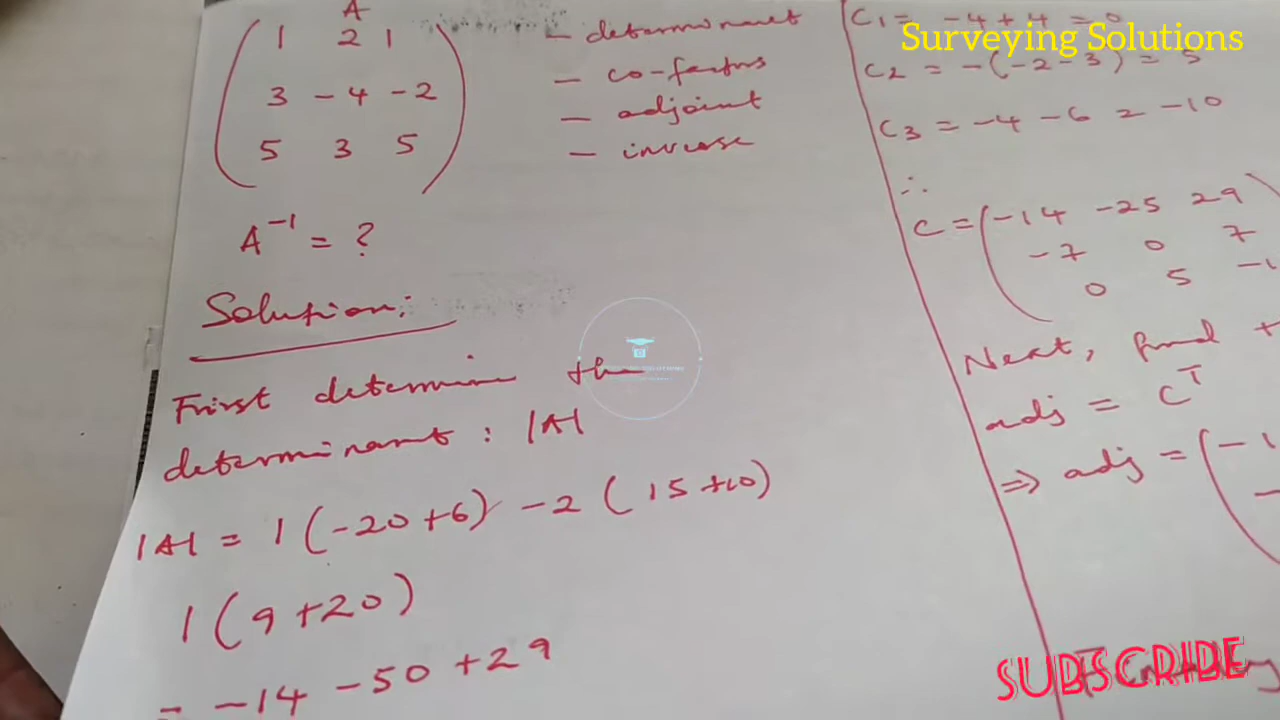 A
1 2 1
3 -4 -2
5 3 5
- determinant
- co-factors
- adjoint
- inverse
A⁻¹ = ?
Solution:
First determine the
determinant : |A|
|A| = 1(-20+6) -2(15+10)
1(9+20)
= -14 -50 +29
C1 = -4+4 = 0
Surveying Solutions
C2 = -(-2-3) = 5
C3 = -4 -6 = -10
∴
C = (-14 -25 29)
-7 0 7
0 5 -1
Next, find
adj = Cᵀ
⇒ adj = (-1
-
SUBSCRIBE